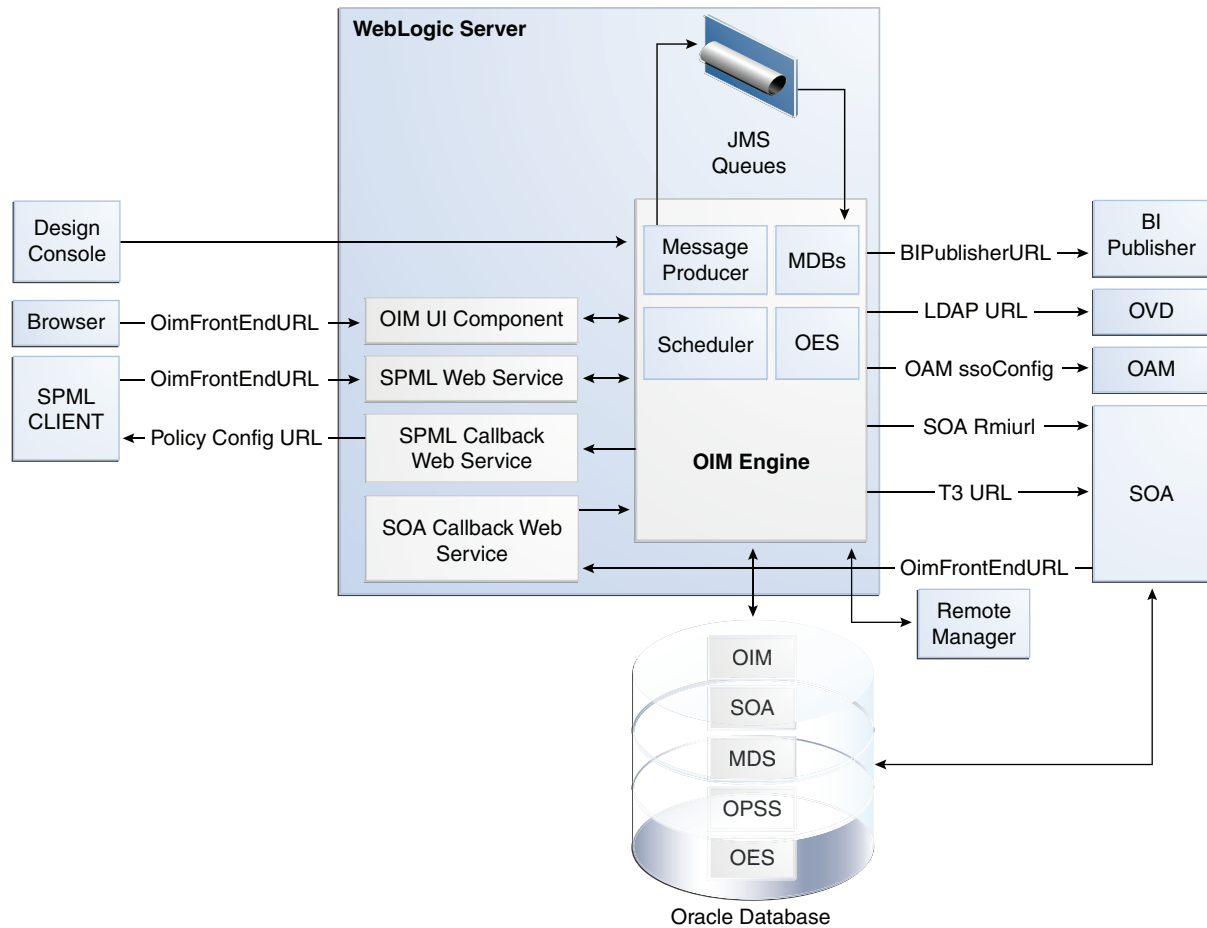 WebLogic Server
JMS
Queues
Design
Console
Browser
OimFrontEndURL
SPML
CLIENT
OimFrontEndURL
Policy Config URL
OIM UI Component
SPML Web Service
SPML Callback
Web Service
SOA Callback Web
Service
Message
Producer
MDBs
Scheduler
OES
OIM Engine
BIPublisherURL
BI
Publisher
LDAP URL
OVD
OAM ssoConfig
OAM
SOA Rmiurl
T3 URL
SOA
OimFrontEndURL
Remote
Manager
OIM
SOA
MDS
OPSS
OES
Oracle Database